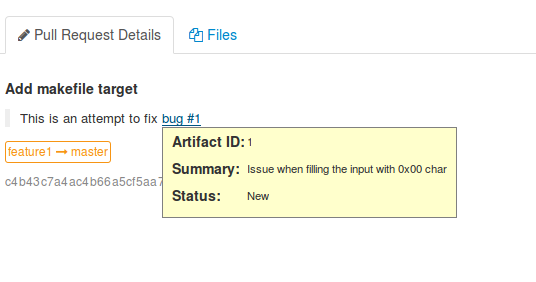 Pull Request Details
Files
Add makefile target
This is an attempt to fix bug #1
Artifact ID: 1
feature1 → master
Summary: Issue when filling the input with 0x00 char
c4b43c7a4ac4b66a5cf5aa7
Status: New